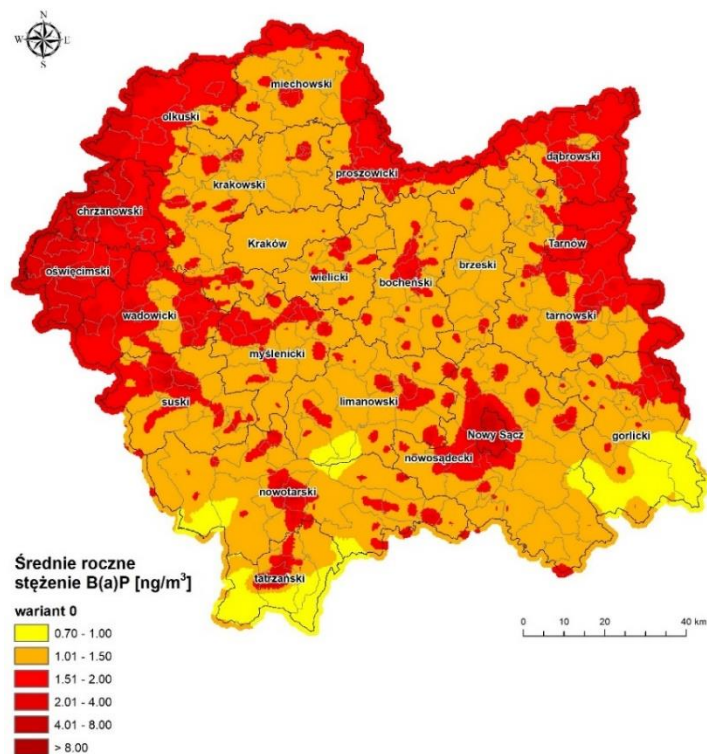 N
W
E
S
miechowski
olkuski
proszowicki
dąbrowski
krakowski
chrzanowski
Kraków
Tarnów
oświęcimski
wielicki
bocheński
brzeski
wadowicki
tarnowski
myślenicki
suski
limanowski
Nowy Sącz
gorlicki
nowosądecki
nowotarski
tatrzański
Średnie roczne
stężenie B(a)P [ng/m³]
wariant 0
0.70 - 1.00
1.01 - 1.50
1.51 - 2.00
2.01 - 4.00
4.01 - 8.00
> 8.00
0 10 20 40 km